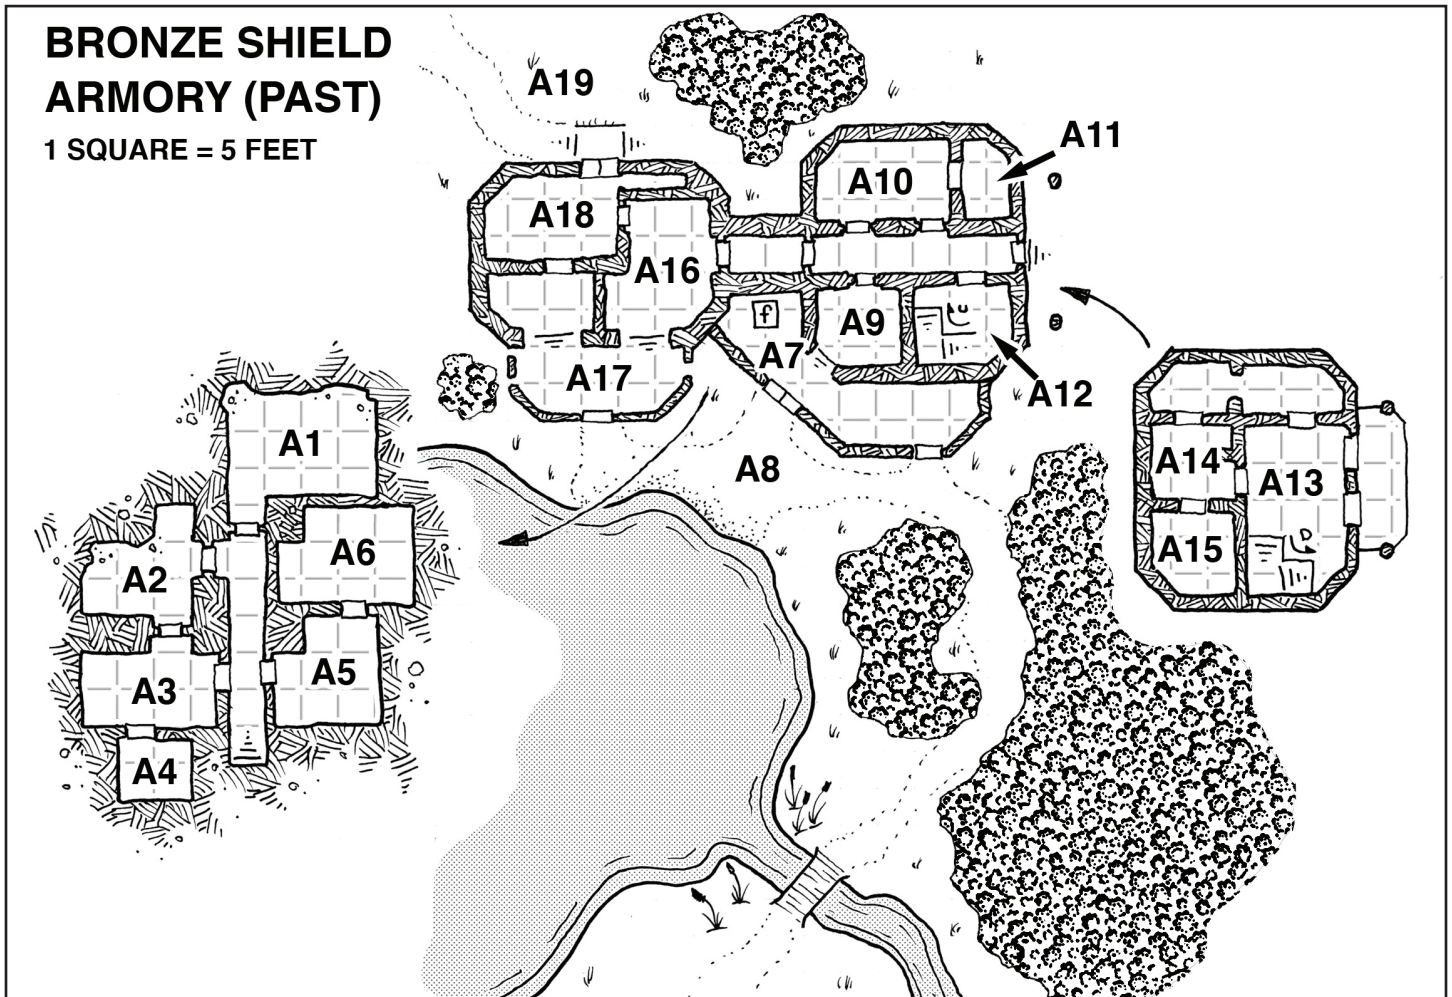 BRONZE SHIELD
ARMORY (PAST)
1 SQUARE = 5 FEET
A19
A11
A10
A18
A16
A9
A7
A17
A12
A1
A8
A14
A13
A15
A6
A2
A5
A3
A4
f